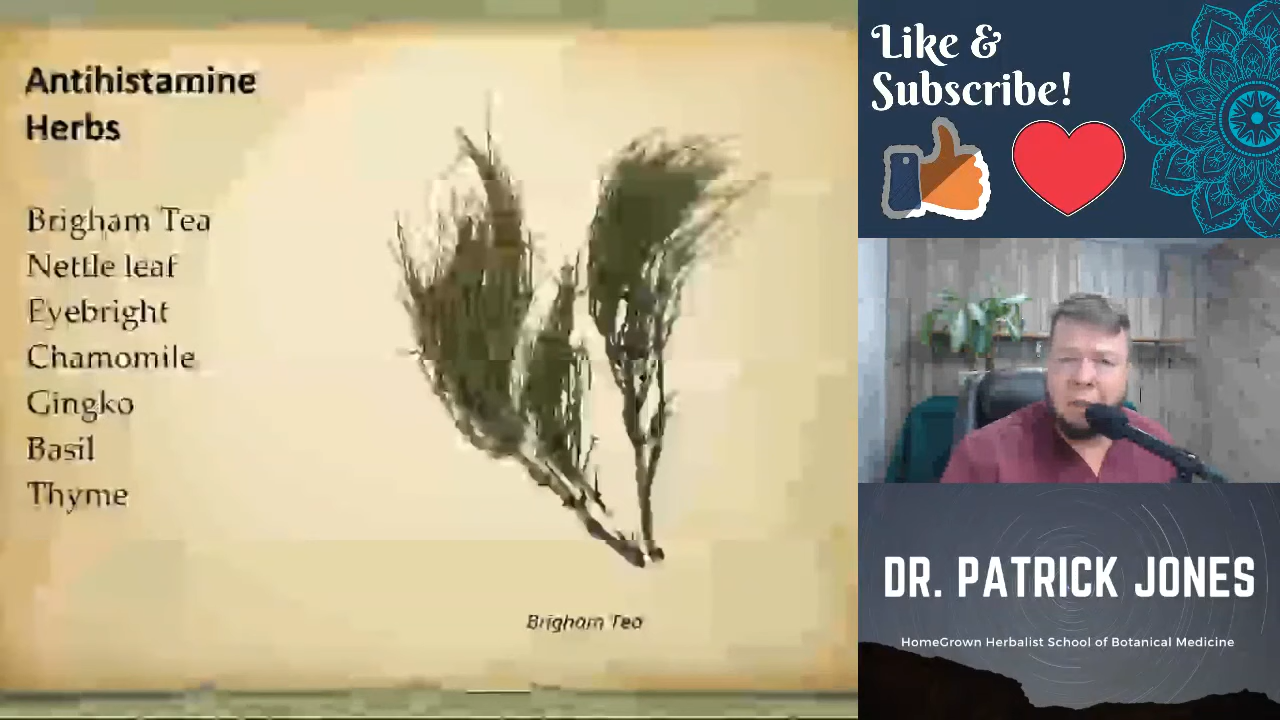 Antihistamine
Herbs
Brigham Tea
Nettle leaf
Eyebright
Chamomile
Gingko
Basil
Thyme
Brigham Tea
Like &
Subscribe!
DR. PATRICK JONES
HomeGrown Herbalist School of Botanical Medicine